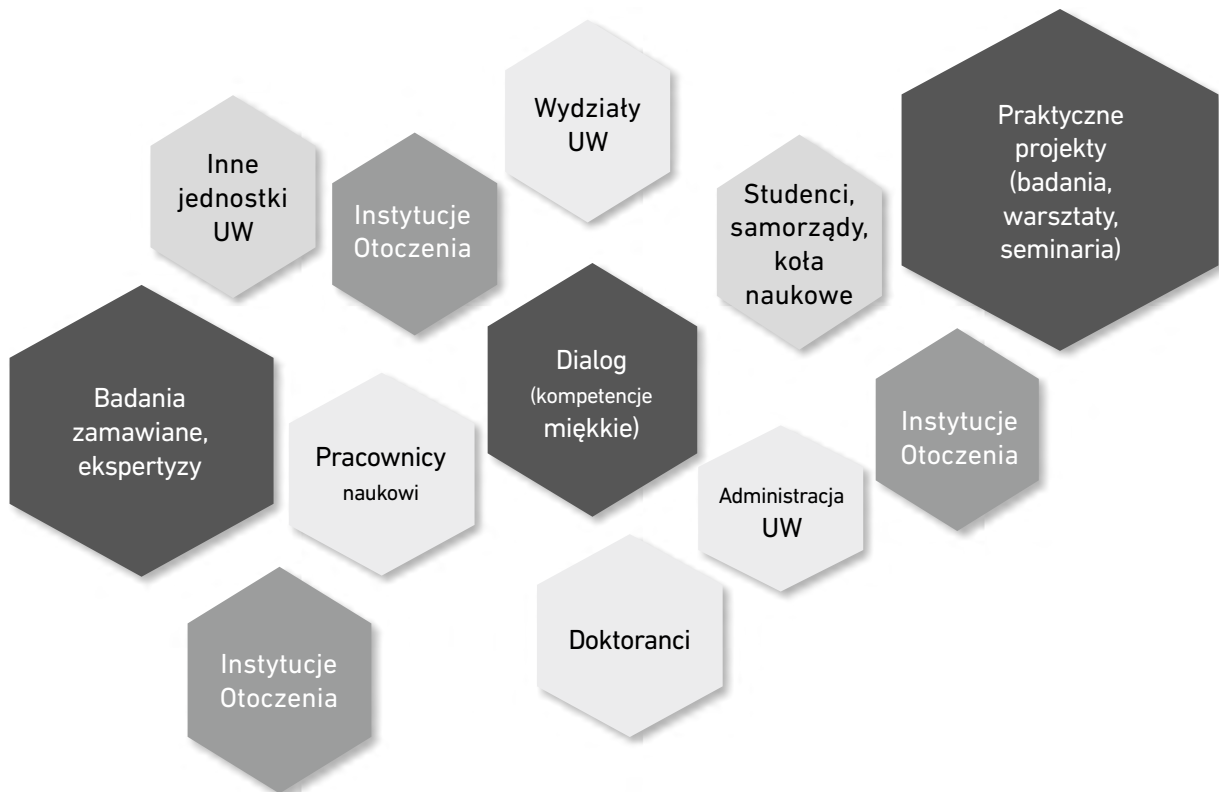 Wydziały
UW
Praktyczne
projekty
(badania,
warsztaty,
seminaria)
Inne
jednostki
UW
Instytucje
Otoczenia
Studenci,
samorządy,
koła
naukowe
Dialog
(kompetencje
miękkie)
Badania
zamawiane,
ekspertyzy
Pracownicy
naukowi
Instytucje
Otoczenia
Administracja
UW
Doktoranci
Instytucje
Otoczenia